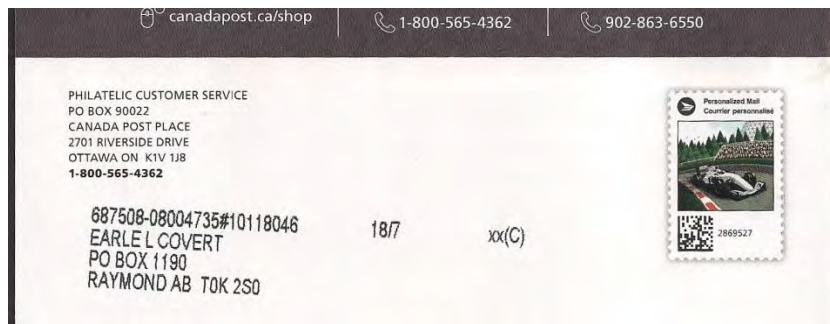 canadapost.ca/shop
1-800-565-4362
902-863-6550
PHILATELIC CUSTOMER SERVICE
PO BOX 90022
CANADA POST PLACE
2701 RIVERSIDE DRIVE
OTTAWA ON K1V 1J8
1-800-565-4362
Personalized Mail
Courrier personnalisé
2869527
687508-08004735#10118046
18/7
xx(C)
EARLE L COVERT
PO BOX 1190
RAYMOND AB T0K 2S0